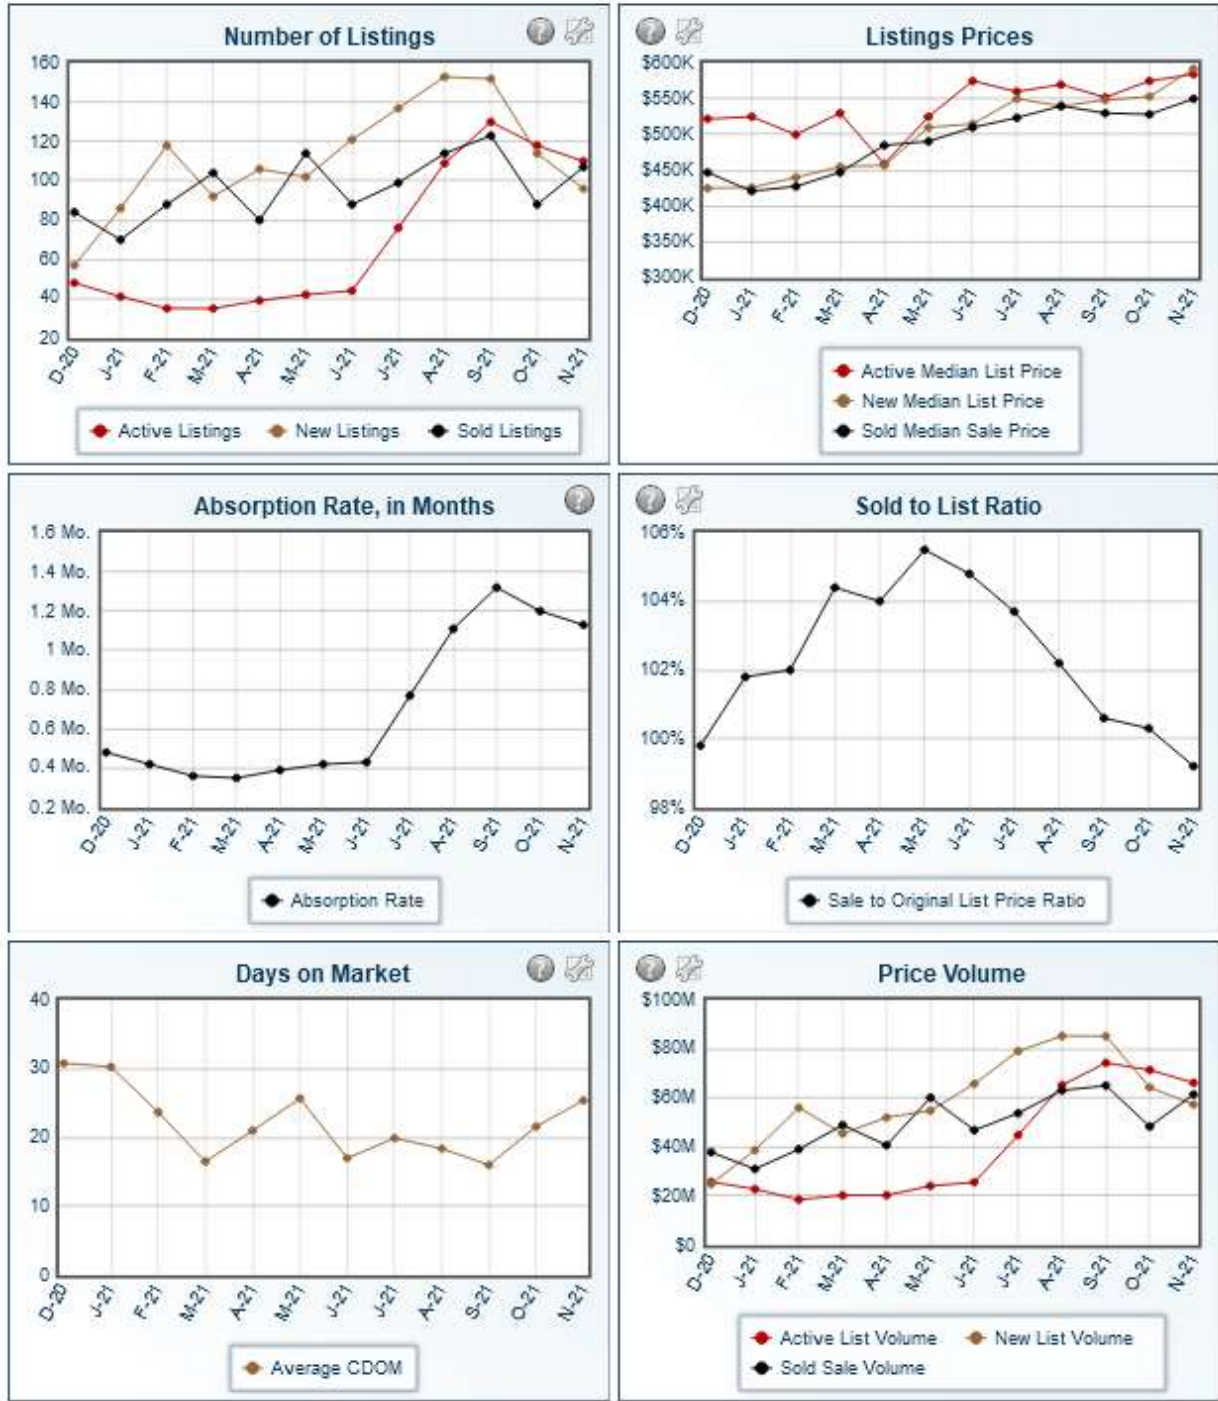 Number of Listings
160
140
120
100
80
60
40
20
D-20 J-21 F-21 M-21 A-21 M-21 J-21 J-21 A-21 S-21 O-21 N-21
Active Listings New Listings Sold Listings
Listings Prices
$600K
$550K
$500K
$450K
$400K
$350K
$300K
D-20 J-21 F-21 M-21 A-21 M-21 J-21 J-21 A-21 S-21 O-21 N-21
Active Median List Price
New Median List Price
Sold Median Sale Price
Absorption Rate, in Months
1.6 Mo.
1.4 Mo.
1.2 Mo.
1 Mo.
0.8 Mo.
0.6 Mo.
0.4 Mo.
0.2 Mo.
D-20 J-21 F-21 M-21 A-21 M-21 J-21 J-21 A-21 S-21 O-21 N-21
Absorption Rate
Sold to List Ratio
106%
104%
102%
100%
98%
D-20 J-21 F-21 M-21 A-21 M-21 J-21 J-21 A-21 S-21 O-21 N-21
Sale to Original List Price Ratio
Days on Market
40
30
20
10
0
D-20 J-21 F-21 M-21 A-21 M-21 J-21 J-21 A-21 S-21 O-21 N-21
Average CDOM
Price Volume
$100M
$80M
$60M
$40M
$20M
$0
D-20 J-21 F-21 M-21 A-21 M-21 J-21 J-21 A-21 S-21 O-21 N-21
Active List Volume New List Volume
Sold Sale Volume